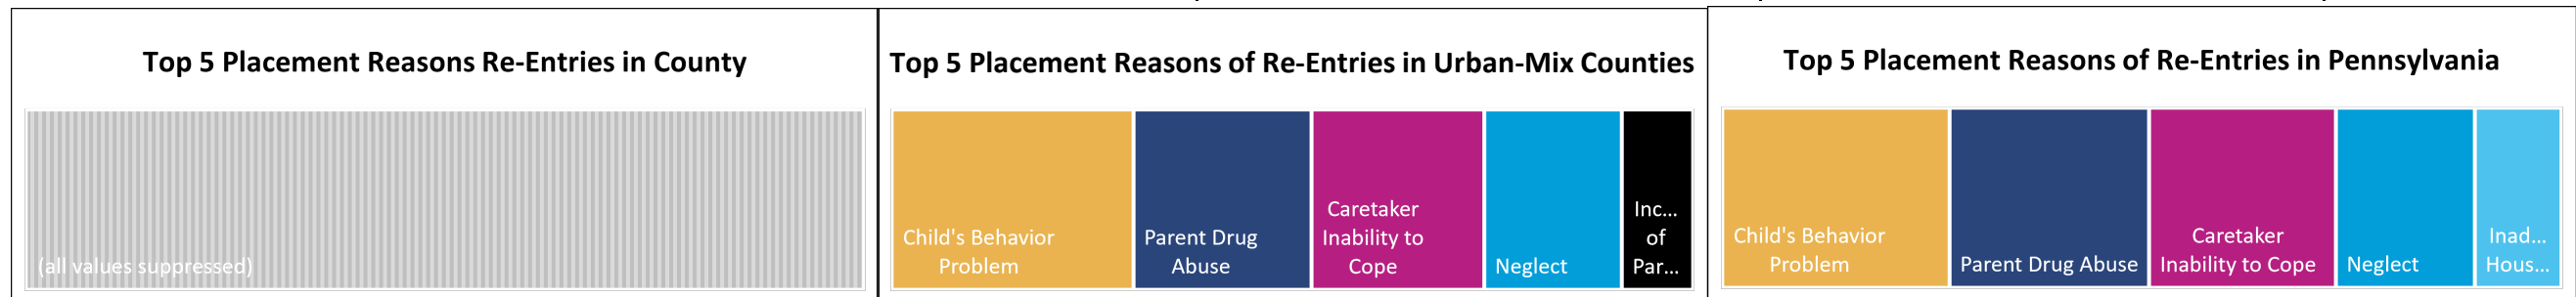 Top 5 Placement Reasons Re-Entries in County
(all values suppressed)
Top 5 Placement Reasons of Re-Entries in Urban-Mix Counties
Child's Behavior
Problem
Parent Drug
Abuse
Caretaker
Inability to
Cope
Neglect
Inc...
of
Par...
Top 5 Placement Reasons of Re-Entries in Pennsylvania
Child's Behavior
Problem
Parent Drug Abuse
Caretaker
Inability to Cope
Neglect
Inad...
Hous...